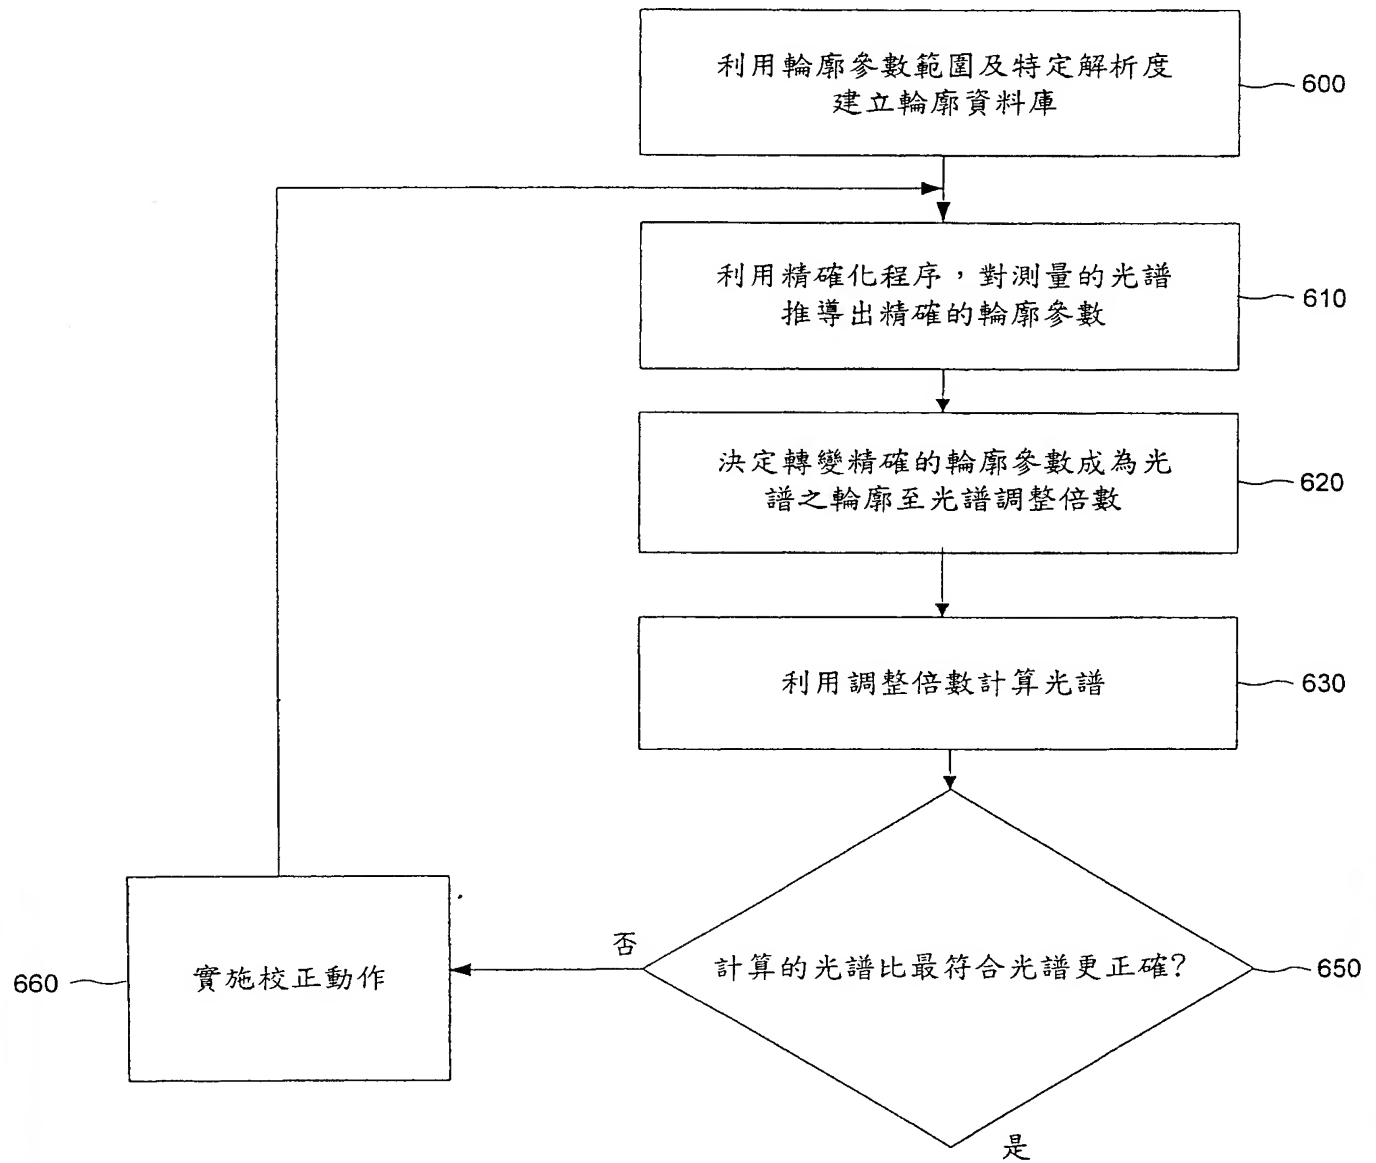 利用輪廓參數範圍及特定解析度
建立輪廓資料庫
600
利用精確化程序，對測量的光譜
推導出精確的輪廓參數
610
決定轉變精確的輪廓參數成為光
譜之輪廓至光譜調整倍數
620
利用調整倍數計算光譜
630
否
計算的光譜比最符合光譜更正確?
650
實施校正動作
660
是